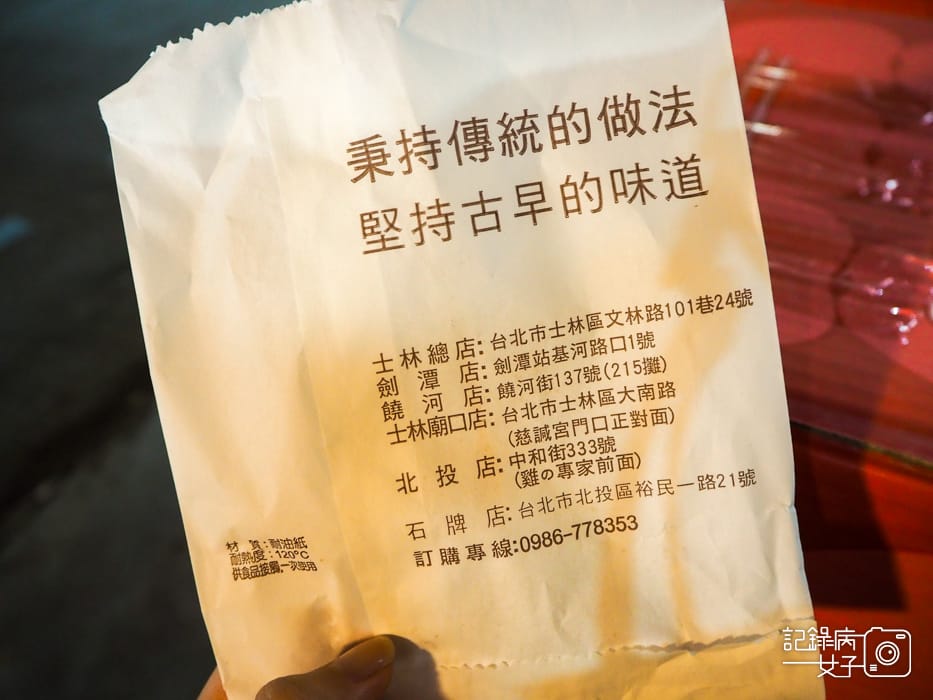 秉持傳統的做法
堅持古早的味道
士林總店:台北市士林區文林路101巷24號
劍潭店:劍潭站基河路口1號
饒河店:饒河街137號(215攤)
士林廟口店:台北市士林區大南路
(慈諴宮門口正對面)
北投店:中和街333號
(雞の專家前面)
石牌店:台北市北投區裕民一路21號
訂購專線:0986-778353
材質:耐油紙
耐熱度:120°C
供食品接觸,一次使用
記錄病
女子